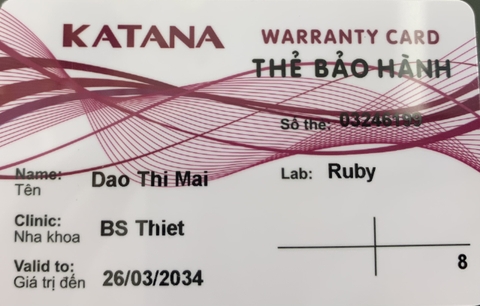 KATANA
WARRANTY CARD
THẺ BẢO HÀNH
Số thẻ:
Name: Dao Thi Mai
Tên
Lab: Ruby
Clinic: BS Thiet
Nha khoa
8
Valid to: 26/03/2034
Giá trị đến